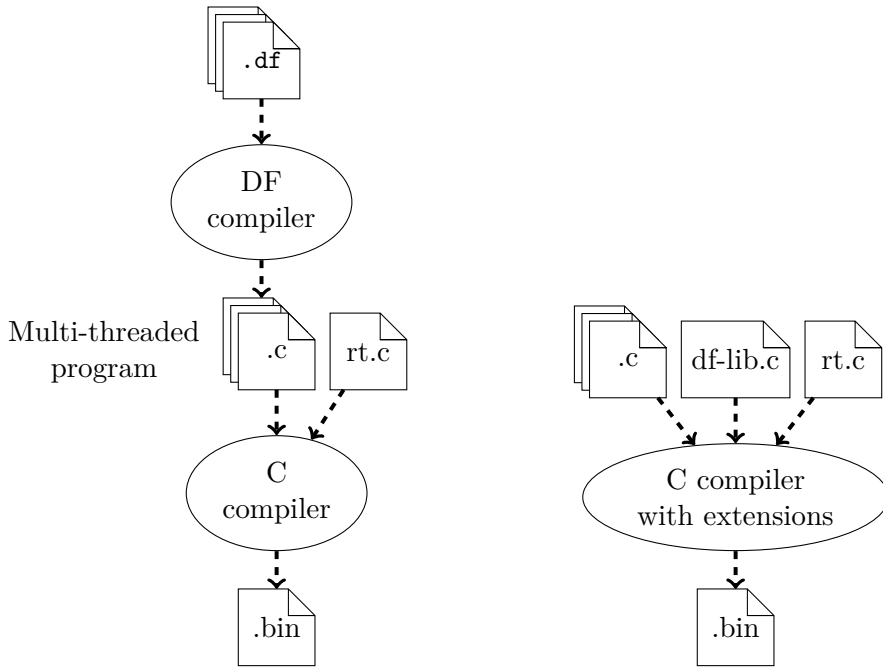 .df
DF
compiler
Multi-threaded
program
.c
rt.c
C
compiler
.bin
.c
df-lib.c
rt.c
C compiler
with extensions
.bin